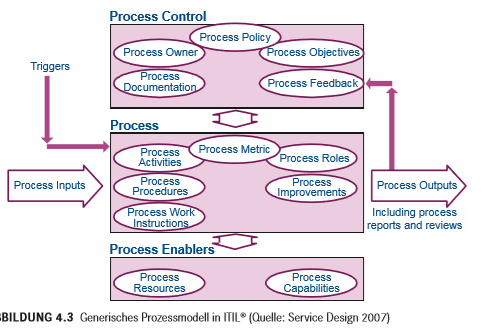 Process Control
Process Policy
Process Owner
Process Objectives
Process
Documentation
Process Feedback
Triggers
Process
Process
Activities
Process Metric
Process Roles
Process
Procedures
Process
Improvements
Process Work
Instructions
Process Inputs
Process Outputs
Including process
reports and reviews
Process Enablers
Process
Resources
Process
Capabilities
BBILDUNG 4.3 Generisches Prozessmodell in ITIL® (Quelle: Service Design 2007)